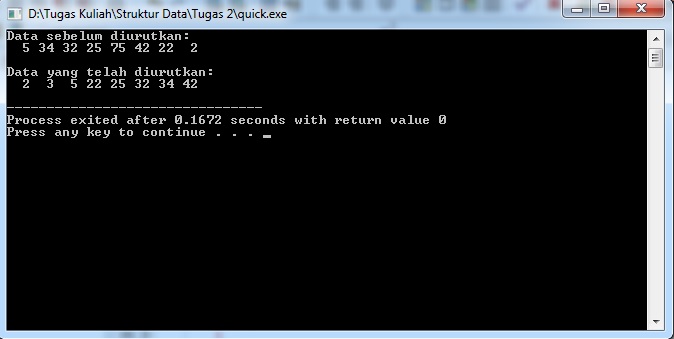 D:\Tugas Kuliah\Struktur Data\Tugas 2\quick.exe
Data sebelum diurutkan:
5 34 32 25 75 42 22 2
Data yang telah diurutkan:
2 3 5 22 25 32 34 42
--------------------------------
Process exited after 0.1672 seconds with return value 0
Press any key to continue . . .